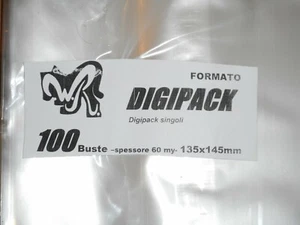 FORMATO
DIGIPACK
Digipack singoli
100 Buste -spessore 60 my- 135x145mm